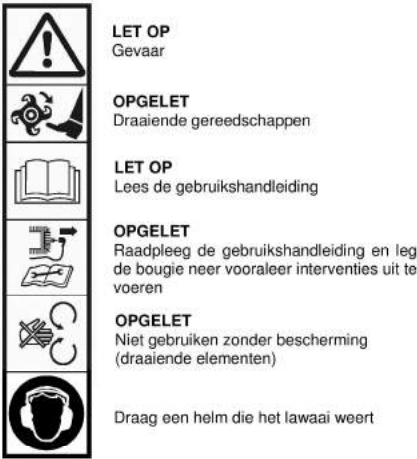 LET OP
Gevaar
OPGELET
Draaiende gereedschappen
LET OP
Lees de gebruikshandleiding
OPGELET
Raadpleeg de gebruikshandleiding en leg
de bougie neer vooraleer interventies uit te
voeren
OPGELET
Niet gebruiken zonder bescherming
(draaiende elementen)
Draag een helm die het lawaai weert